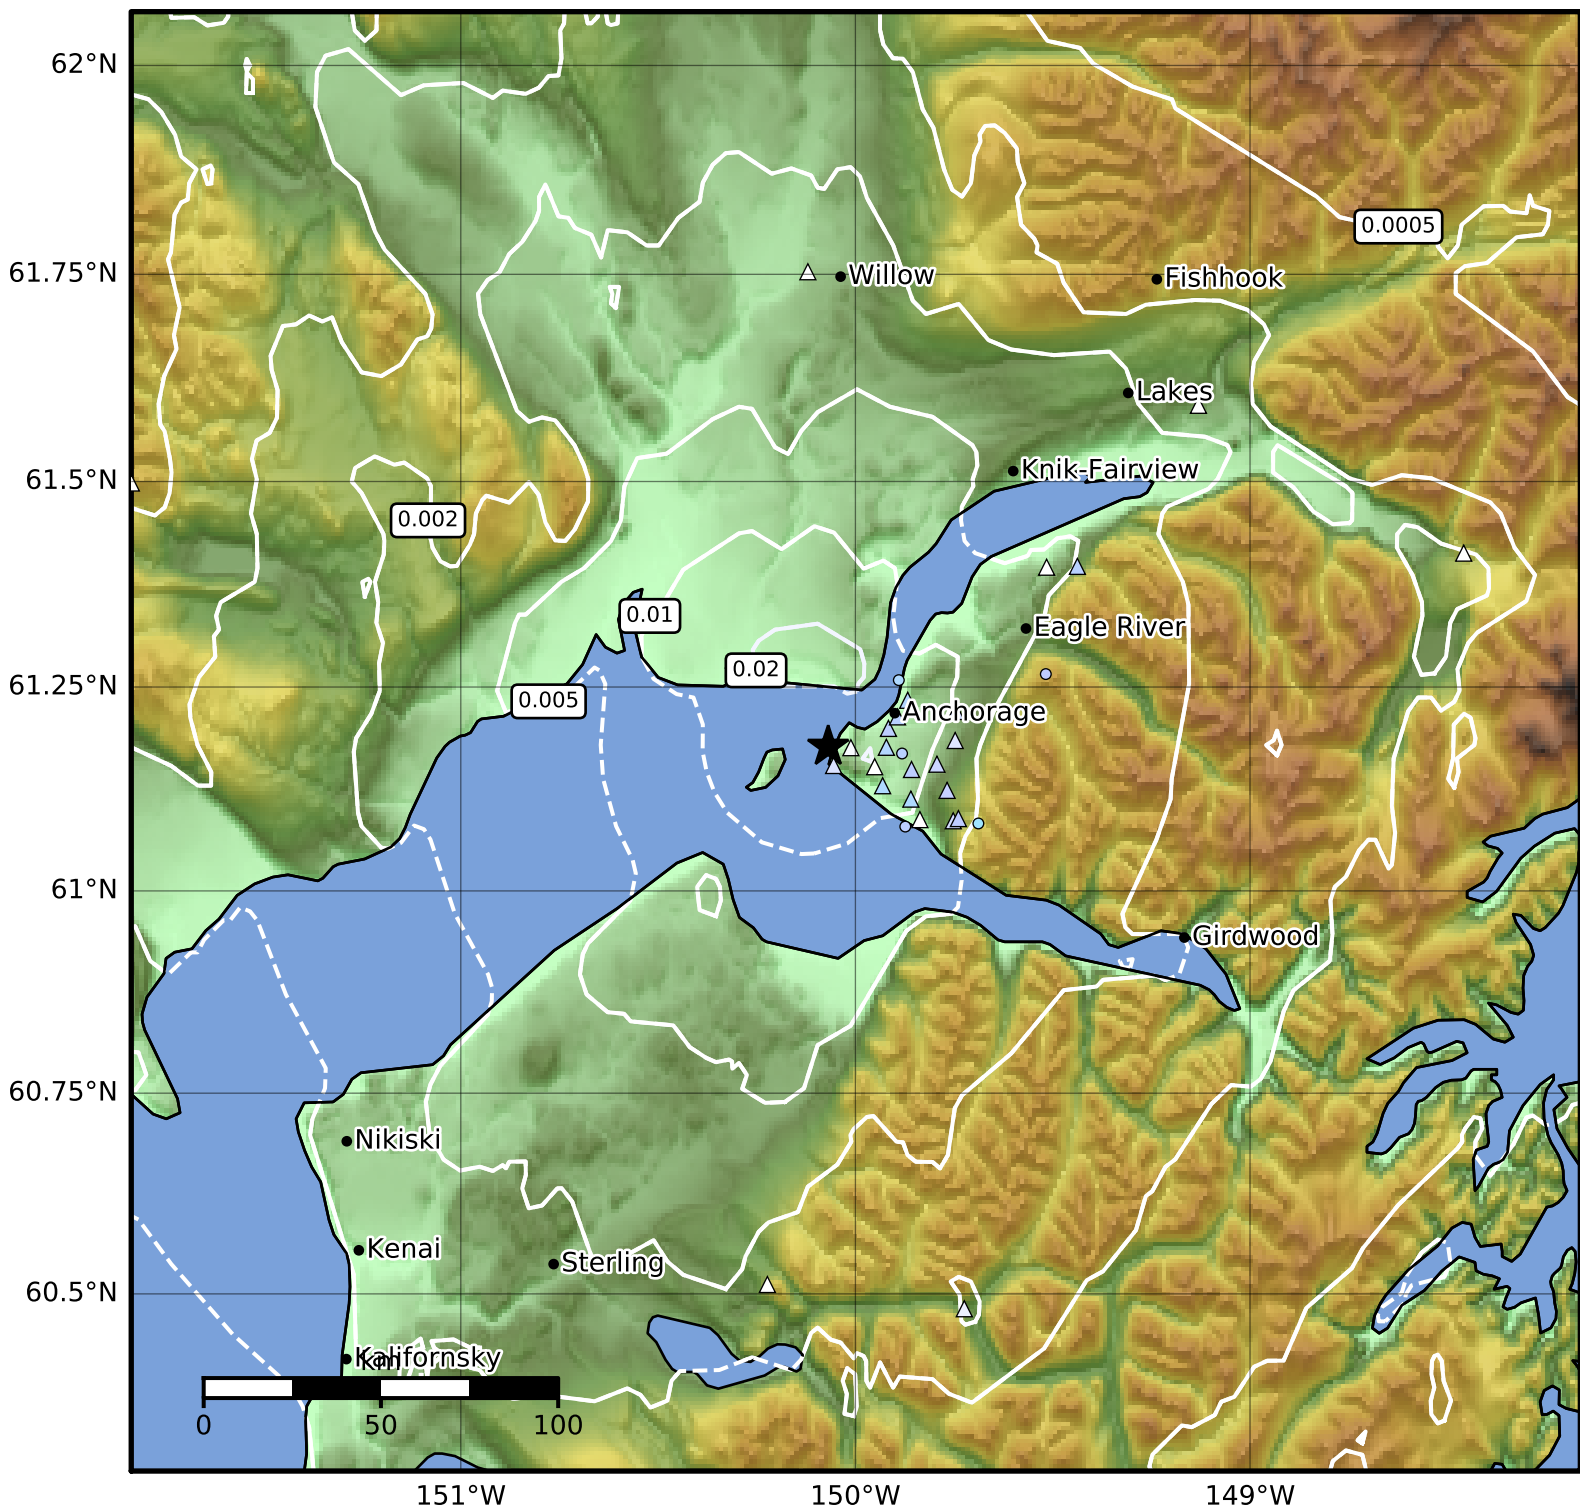 62°N
0.0005
61.75°N
Willow
Fishhook
Lakes
61.5°N
Knik-Fairview
0.002
0.01
Eagle River
0.02
61.25°N
0.005
Anchorage
61°N
Girdwood
60.75°N
Nikiski
Kenai
Sterling
60.5°N
Kalifornsky
km
0 50 100
151°W 150°W 149°W